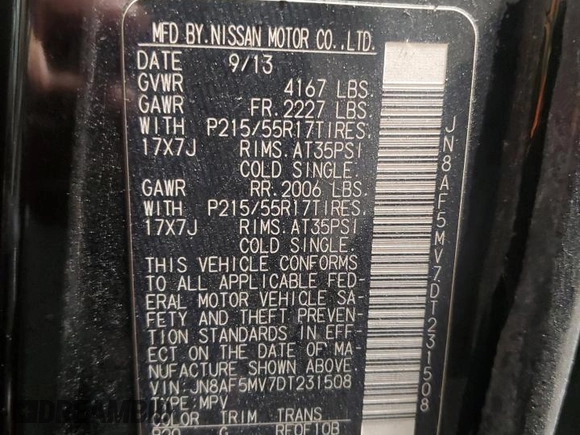 MFD BY. NISSAN MOTOR CO., LTD.
DATE 9/13
GVWR 4167 LBS.
GAWR FR. 2227 LBS.
WITH P215/55R17TIRES.
17X7J RIMS. AT35PSI
COLD SINGLE.
GAWR RR. 2006 LBS.
WITH P215/55R17TIRES.
17X7J RIMS. AT35PSI
COLD SINGLE.
THIS VEHICLE CONFORMS
TO ALL APPLICABLE FED-
ERAL MOTOR VEHICLE SA-
FETY AND THEFT PREVEN-
TION STANDARDS IN EFF-
ECT ON THE DATE OF MA-
NUFACTURE SHOWN ABOVE.
VIN:JN8AF5MV7DT231508
TYPE:MPV
COLOR TRIM TRANS
G RE0F10B
JN8AF5MV7DT231508